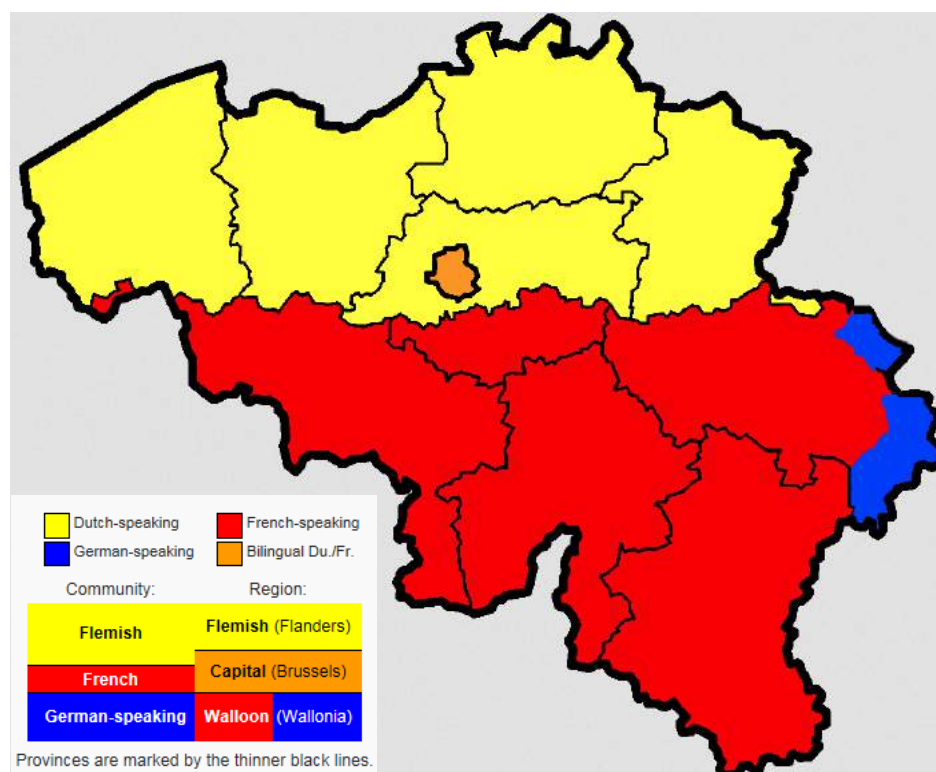 Dutch-speaking
French-speaking
German-speaking
Bilingual Du./Fr.
Community:
Region:
Flemish
Flemish (Flanders)
Capital (Brussels)
French
German-speaking
Walloon (Wallonia)
Provinces are marked by the thinner black lines.